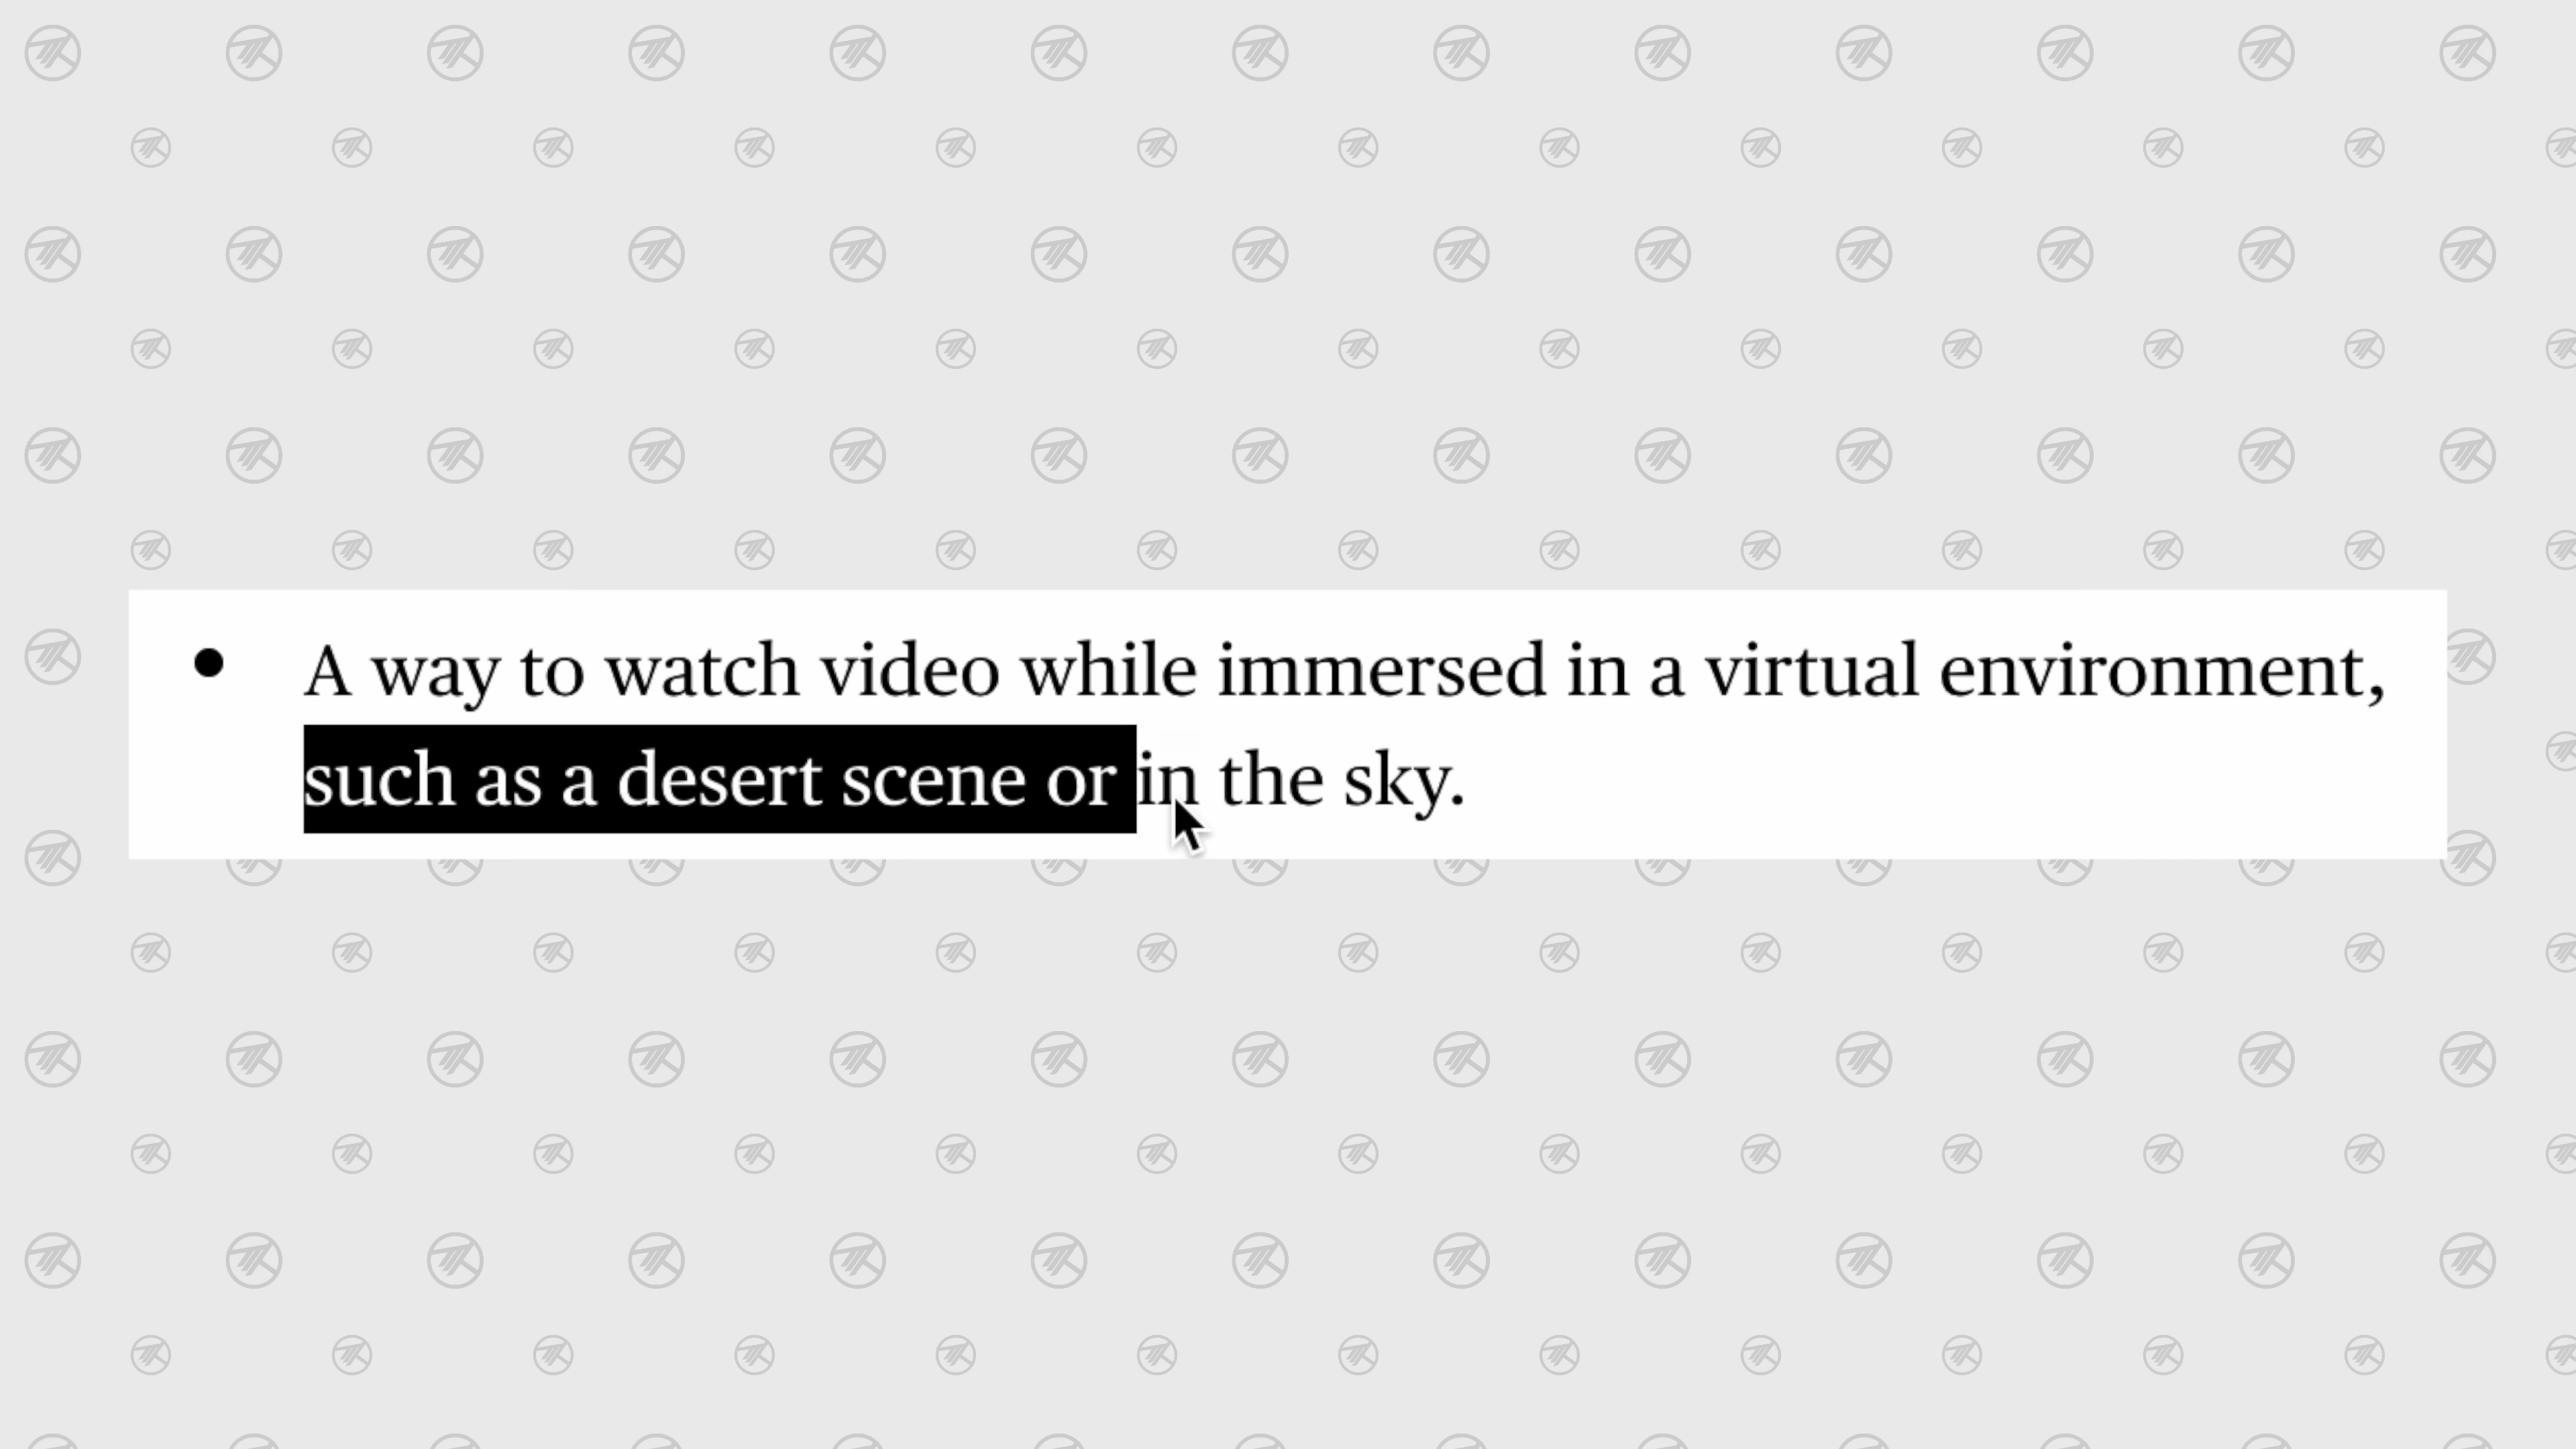 • A way to watch video while immersed in a virtual environment,
such as a desert scene or in the sky.